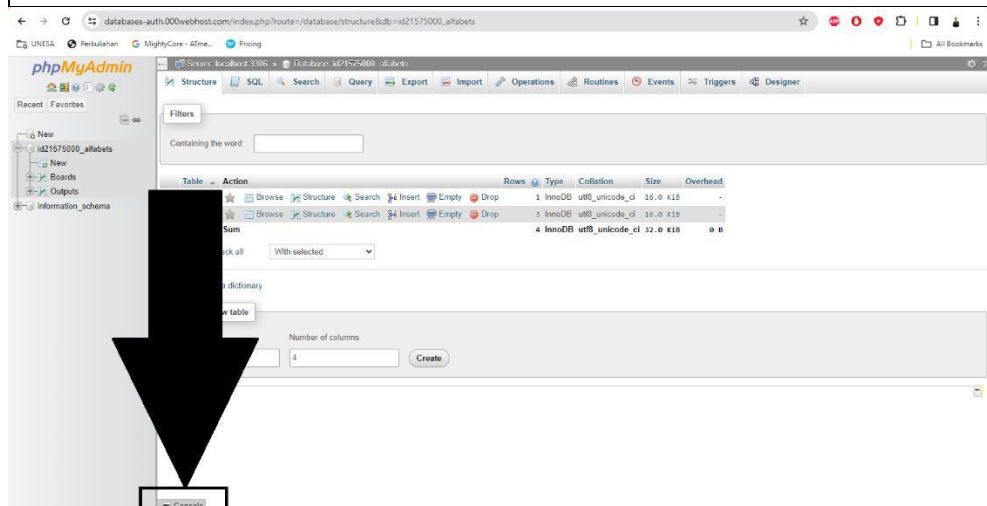 databases-auth.000webhost.com/index.php?route=/database/structure&db=id21575000_alfabets
UNESA Perkuliahan MightyCore - ATme... Pricing All Bookmarks
phpMyAdmin
Recent Favorites
New
id21575000_alfabets
New
Boards
Outputs
information_schema
Server: localhost:3306 » Database: id21575000_alfabets
Structure SQL Search Query Export Import Operations Routines Events Triggers Designer
Filters
Containing the word:
Table Action Rows Type Collation Size Overhead
Browse Structure Search Insert Empty Drop 1 InnoDB utf8_unicode_ci 16.0 KiB -
Browse Structure Search Insert Empty Drop 3 InnoDB utf8_unicode_ci 16.0 KiB -
Sum 4 InnoDB utf8_unicode_ci 32.0 KiB 0 B
all With selected:
dictionary
table
Number of columns
4 Create
Console